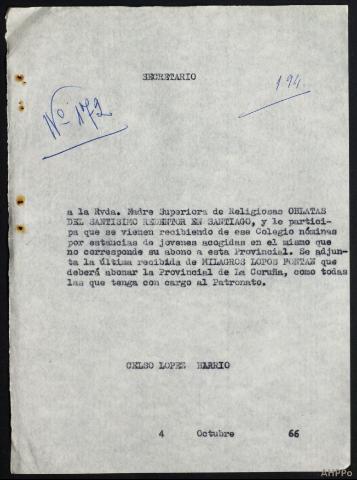 SECRETARIO
Nº 172
194
a la Rvda. Madre Superiora de Religiosas OBLATAS
DEL SANTISIMO REDENTOR EN SANTIAGO, y le partici-
pa que se vienen recibiendo de ese Colegio nóminas
por estancias de jovenes acogidas en el mismo que
no corresponde su abono a esta Provincial. Se adjun-
ta la última recibida de MILAGROS LOPOS PONTAN que
deberá abonar la Provincial de La Coruña, como todas
las que tenga con cargo al Patronato.
CELSO LOPEZ BARRIO
4 Octubre 66
AHPPo